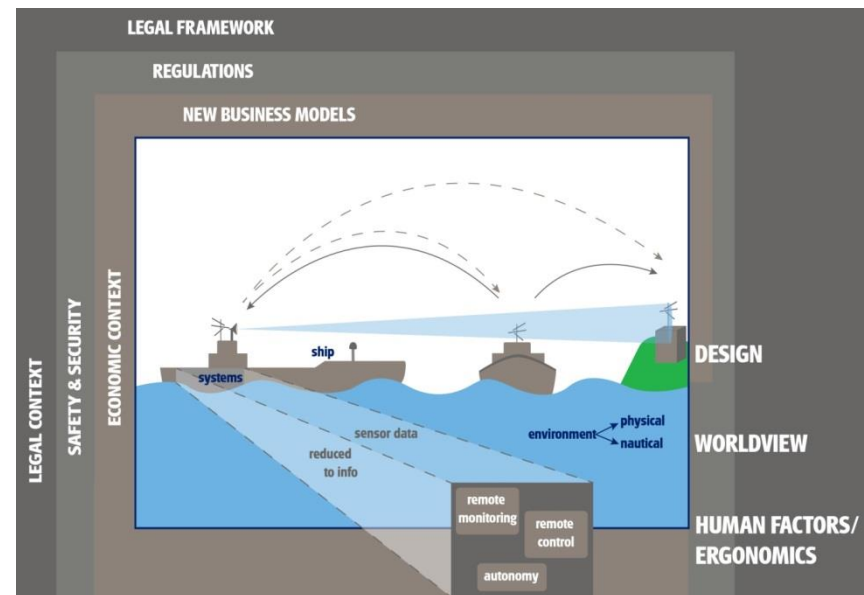 LEGAL FRAMEWORK
REGULATIONS
NEW BUSINESS MODELS
LEGAL CONTEXT
SAFETY & SECURITY
ECONOMIC CONTEXT
ship
systems
DESIGN
sensor data
reduced
to info
environment
physical
nautical
WORLDVIEW
remote
monitoring
remote
control
autonomy
HUMAN FACTORS/
ERGONOMICS